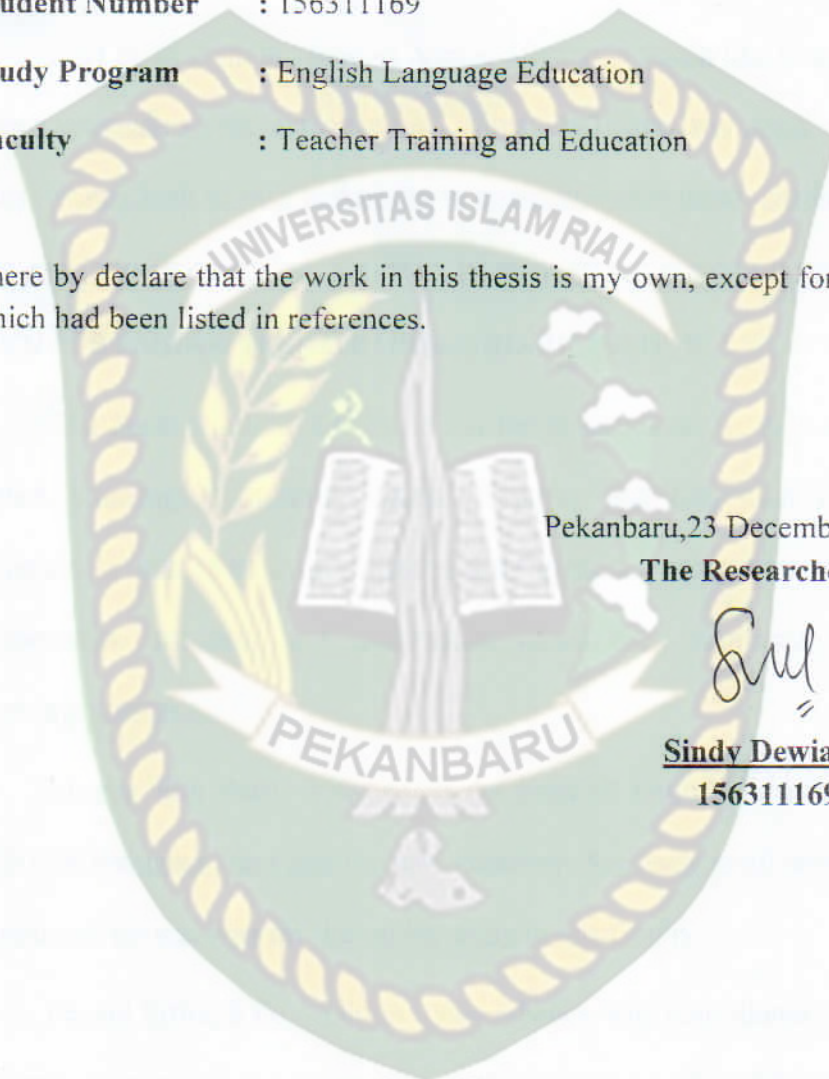 Student Number : 156311169
Study Program : English Language Education
Faculty : Teacher Training and Education
UNIVERSITAS ISLAM RIAU
here by declare that the work in this thesis is my own, except for
which had been listed in references.
Pekanbaru,23 Decemb
The Researche
Sindy Dewia
156311169
PEKANBARU